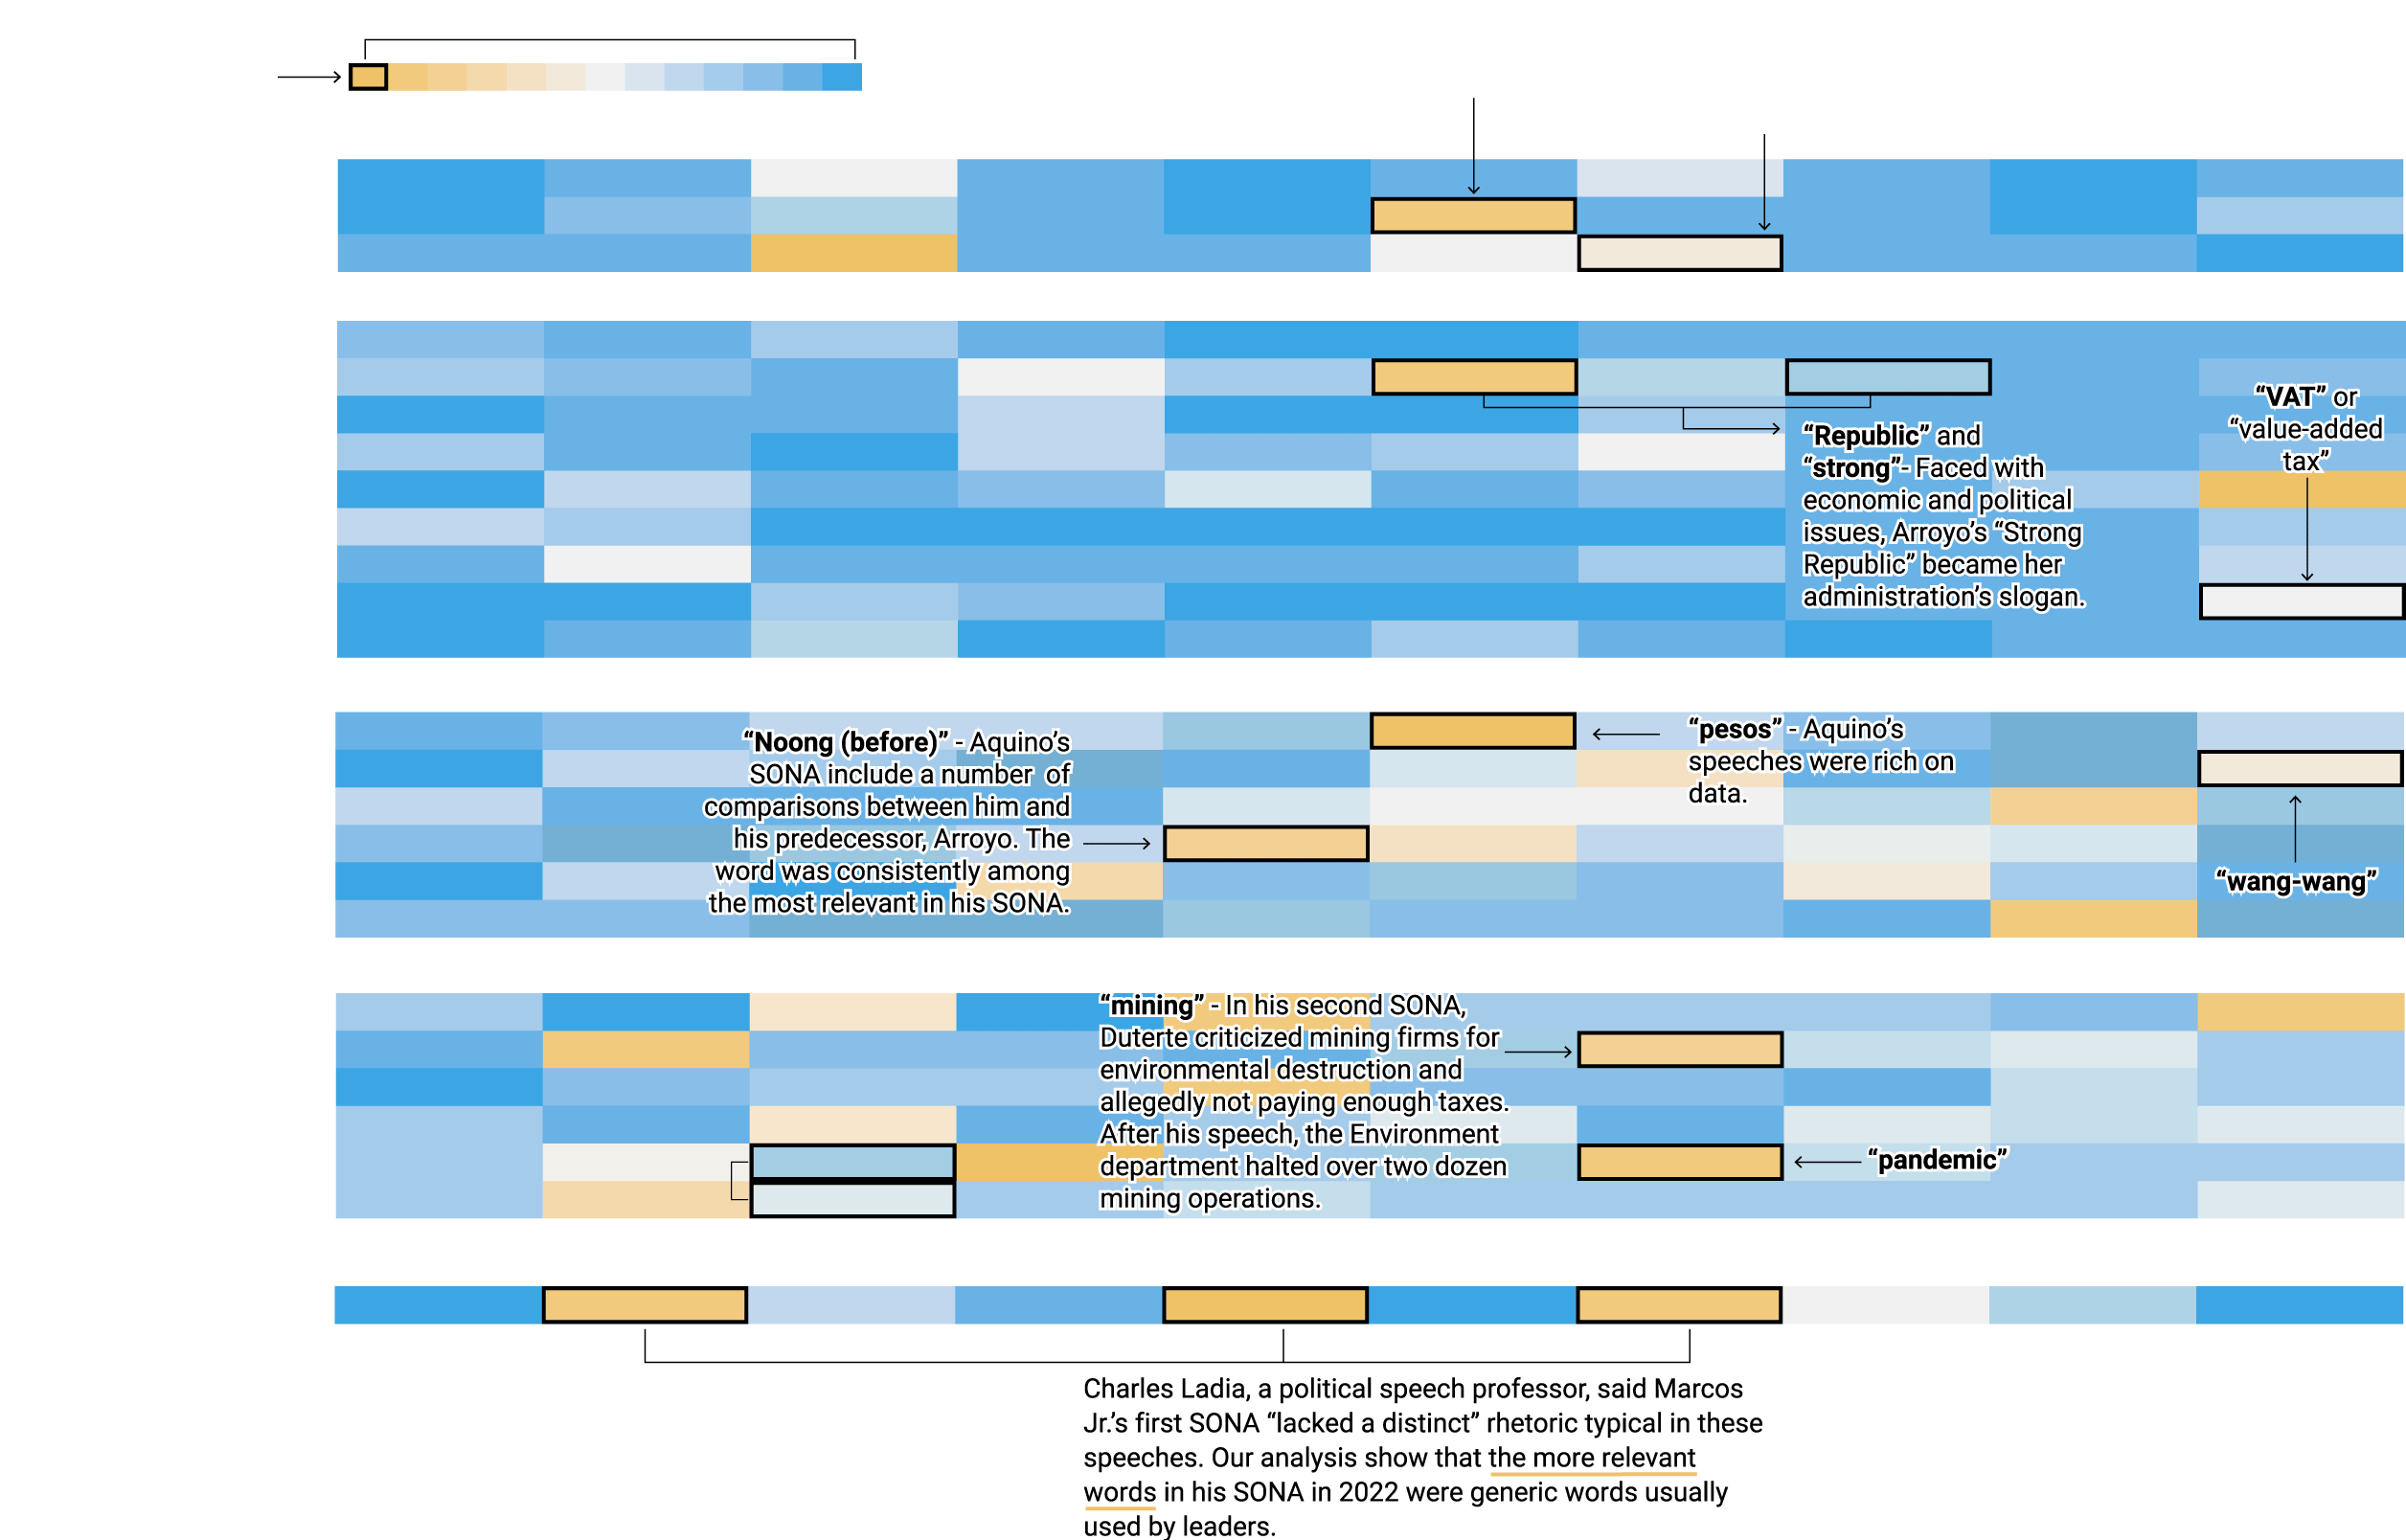 “VAT” or
“value-added
tax”
“Republic” and
“strong”- Faced with
economic and political
issues, Arroyo’s “Strong
Republic” became her
administration’s slogan.
“Noong (before)” - Aquino’s
SONA include a number of
comparisons between him and
his predecessor, Arroyo. The
word was consistently among
the most relevant in his SONA.
“pesos” - Aquino’s
speeches were rich on
data.
“wang-wang”
“mining” - In his second SONA,
Duterte criticized mining firms for
environmental destruction and
allegedly not paying enough taxes.
After his speech, the Environment
department halted over two dozen
mining operations.
“pandemic”
Charles Ladia, a political speech professor, said Marcos
Jr.’s first SONA “lacked a distinct” rhetoric typical in these
speeches. Our analysis show that the more relevant
words in his SONA in 2022 were generic words usually
used by leaders.